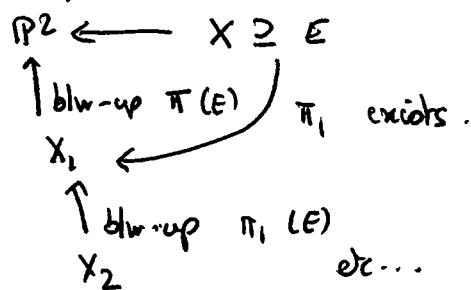 ℙ² ← X ⊇ E
↑ blw-up π(E) π₁ exists.
X₁
↑ blw-up π₁(E)
X₂ etc...